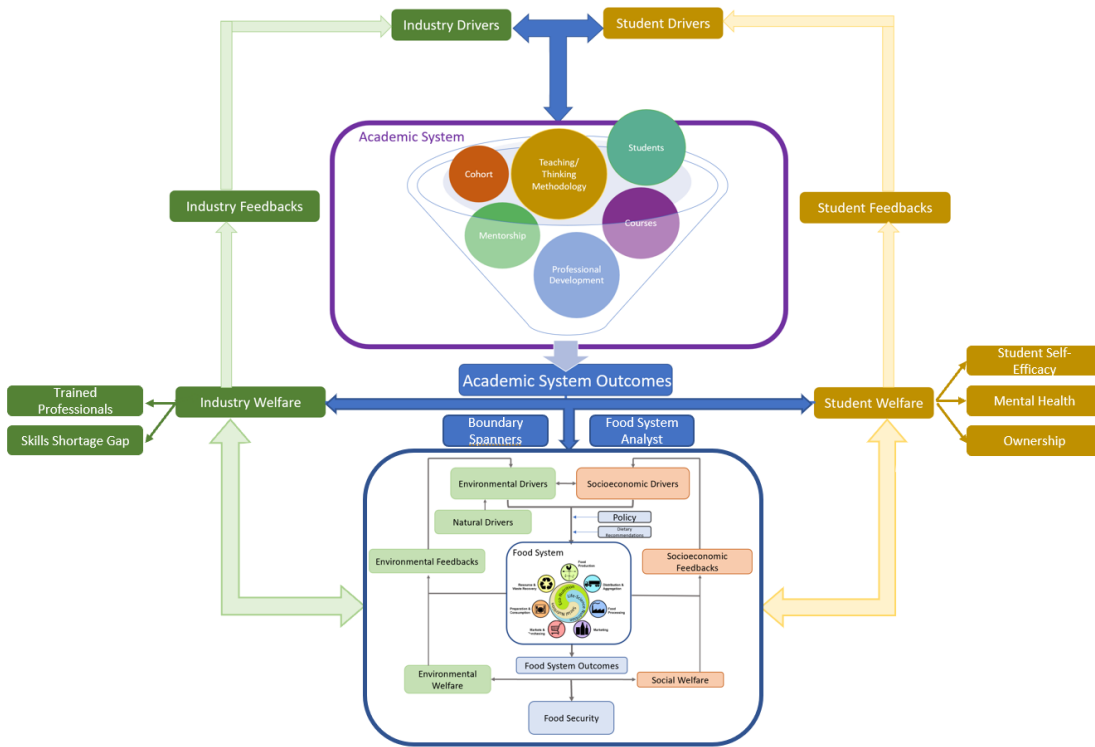 Industry Drivers
Student Drivers
Academic System
Students
Teaching/
Thinking
Methodology
Cohort
Industry Feedbacks
Student Feedbacks
Courses
Mentorship
Professional
Development
Student Self-
Efficacy
Academic System Outcomes
Trained
Professionals
Industry Welfare
Student Welfare
Mental Health
Skills Shortage Gap
Boundary
Spanners
Food System
Analyst
Ownership
Environmental Drivers
Socioeconomic Drivers
Natural Drivers
Policy
Dietary
Recommendations
Food System
Environmental Feedbacks
Socioeconomic
Feedbacks
Food
Production
Resource &
Waste Recovery
Distribution &
Aggregation
Preparation &
Consumption
Food
Processing
Markets &
Marketing
Food System Outcomes
Environmental
Welfare
Social Welfare
Food Security